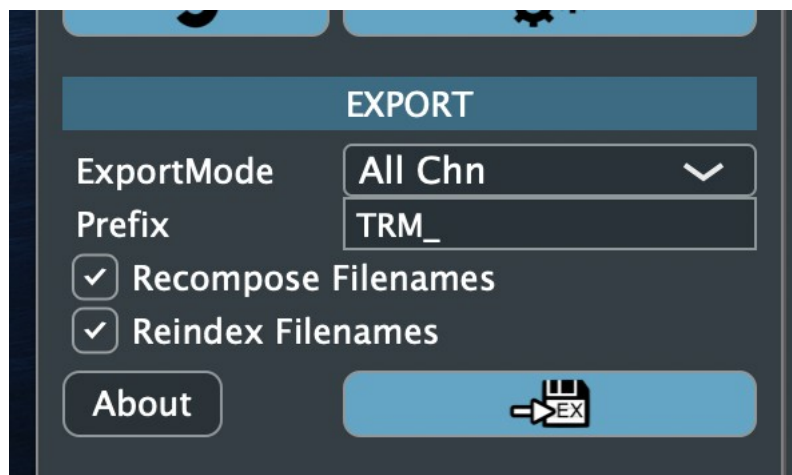 EXPORT
ExportMode All Chn
Prefix TRM_
Recompose Filenames
Reindex Filenames
About EX